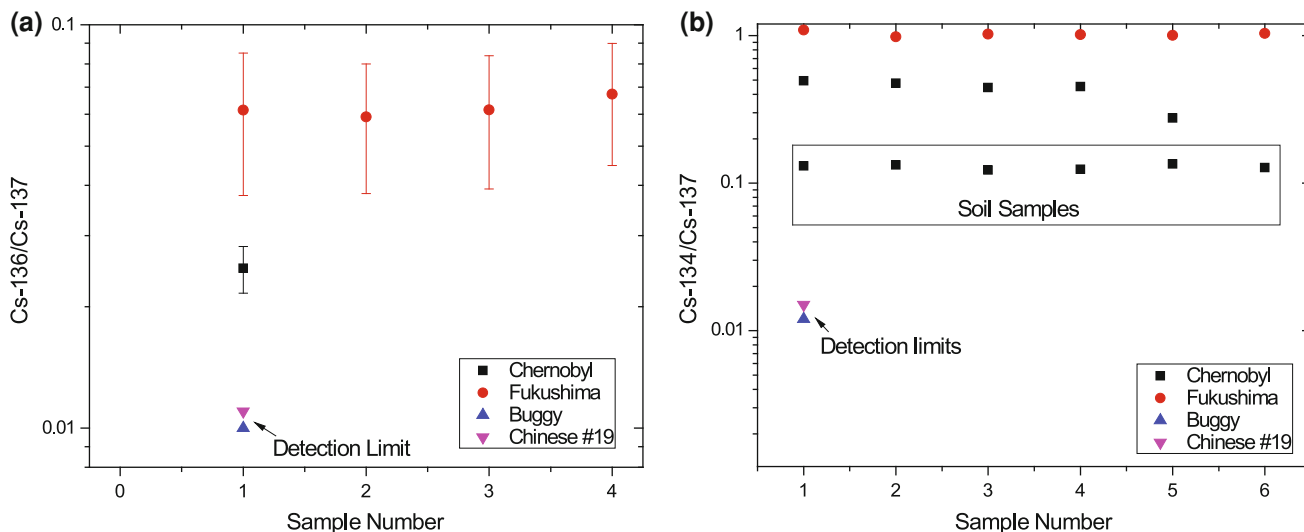 (a)
0.1
0.01
Cs-136/Cs-137
Chernobyl
Fukushima
Buggy
Chinese #19
Detection Limit
0 1 2 3 4
Sample Number
(b)
1
0.1
0.01
Cs-134/Cs-137
Soil Samples
Detection limits
Chernobyl
Fukushima
Buggy
Chinese #19
1 2 3 4 5 6
Sample Number